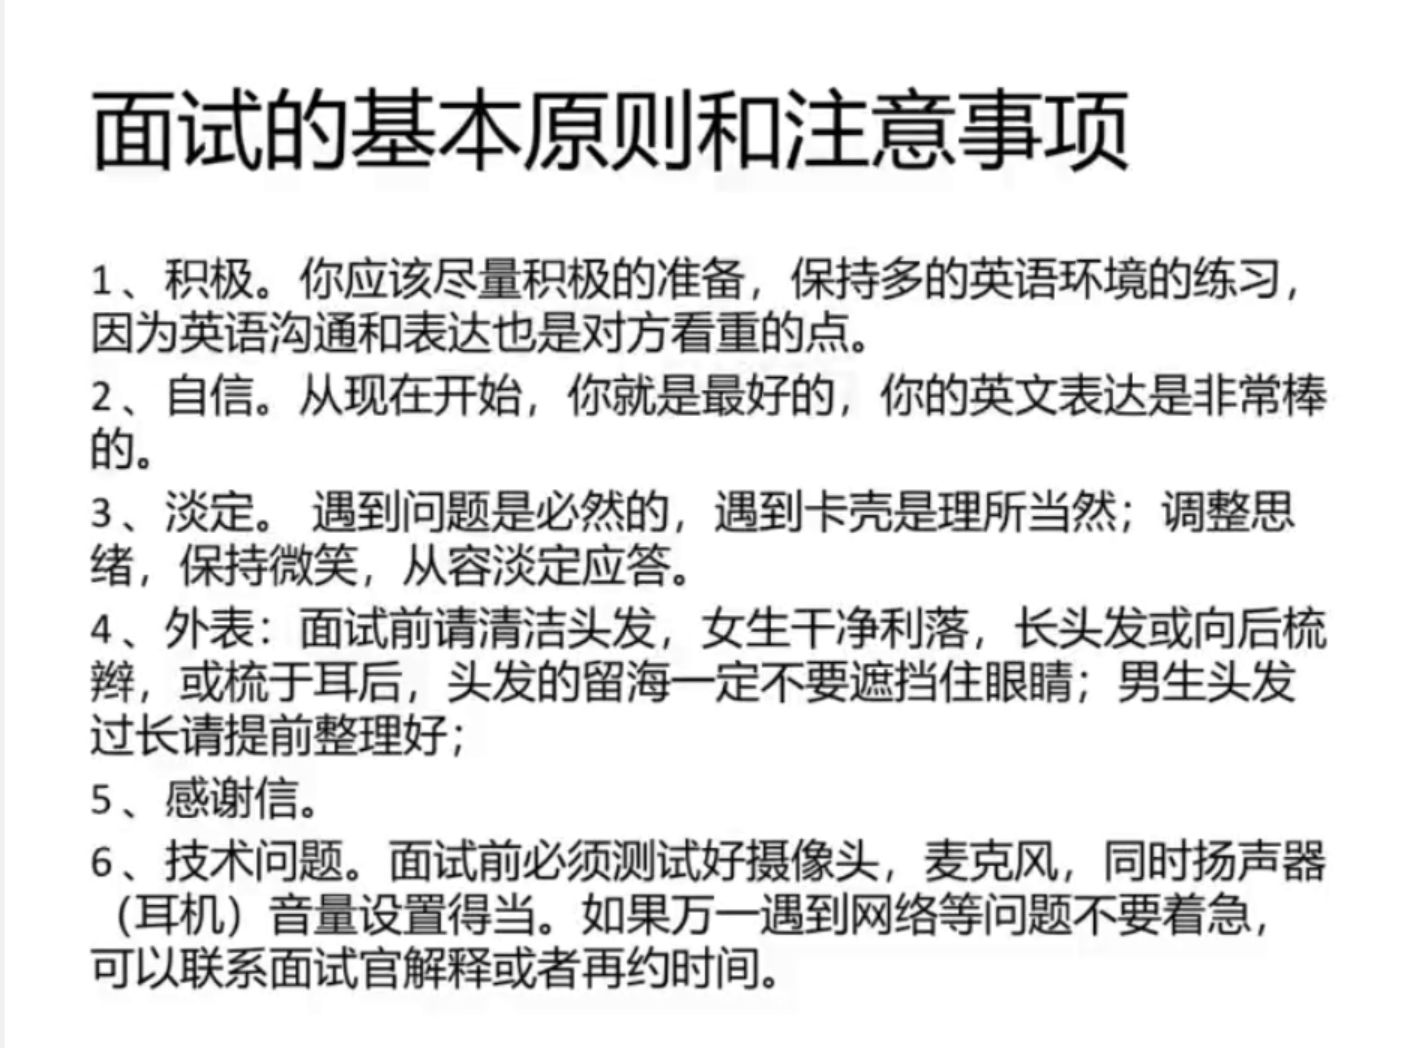 面试的基本原则和注意事项
1、积极。你应该尽量积极的准备，保持多的英语环境的练习，
因为英语沟通和表达也是对方看重的点。
2、自信。从现在开始，你就是最好的，你的英文表达是非常棒
的。
3、淡定。 遇到问题是必然的，遇到卡壳是理所当然；调整思
绪，保持微笑，从容淡定应答。
4、外表：面试前请清洁头发，女生干净利落，长头发或向后梳
辫，或梳于耳后，头发的留海一定不要遮挡住眼睛；男生头发
过长请提前整理好；
5、感谢信。
6、技术问题。面试前必须测试好摄像头，麦克风，同时扬声器
（耳机）音量设置得当。如果万一遇到网络等问题不要着急，
可以联系面试官解释或者再约时间。